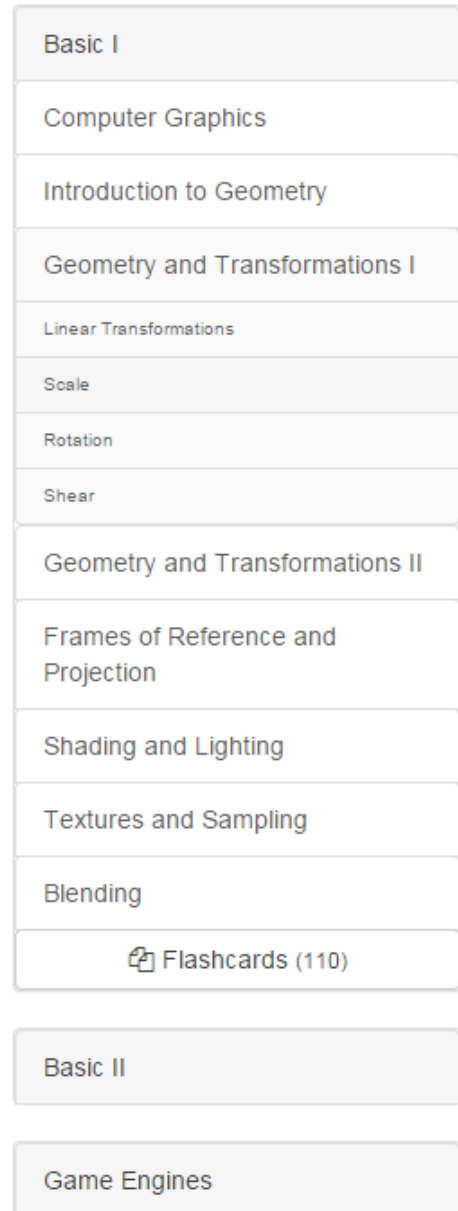 Basic I
Computer Graphics
Introduction to Geometry
Geometry and Transformations I
Linear Transformations
Scale
Rotation
Shear
Geometry and Transformations II
Frames of Reference and
Projection
Shading and Lighting
Textures and Sampling
Blending
Flashcards (110)
Basic II
Game Engines